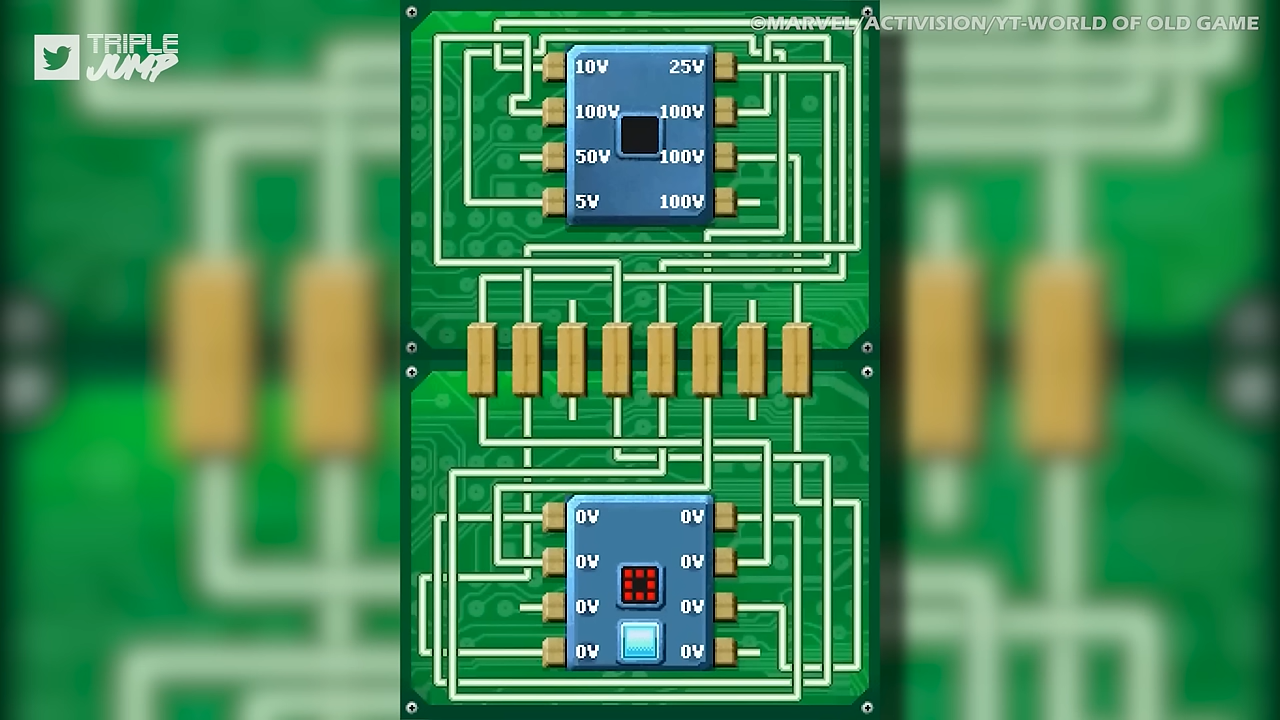 TRIPLE
JUMP
©MARVEL/ACTIVISION/YT-WORLD OF OLD GAME
10V 25V
100V 100V
50V 100V
5V 100V
0V 0V
0V 0V
0V 0V
0V 0V